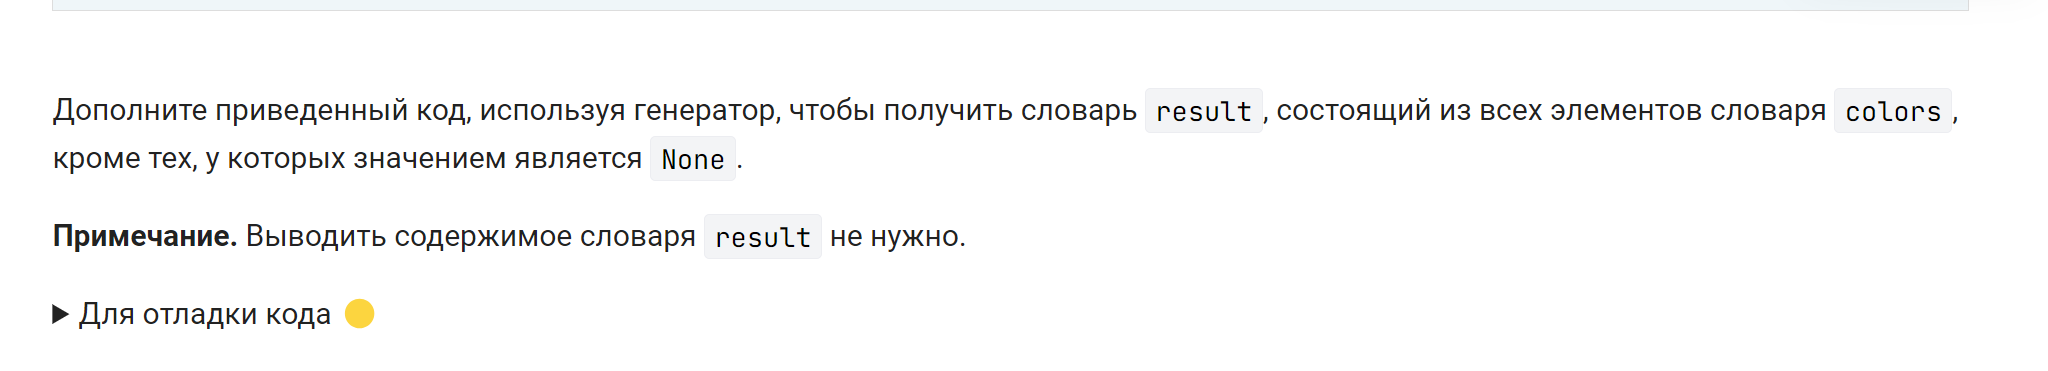 Дополните приведенный код, используя генератор, чтобы получить словарь result, состоящий из всех элементов словаря colors,
кроме тех, у которых значением является None.
Примечание. Выводить содержимое словаря result не нужно.
Для отладки кода